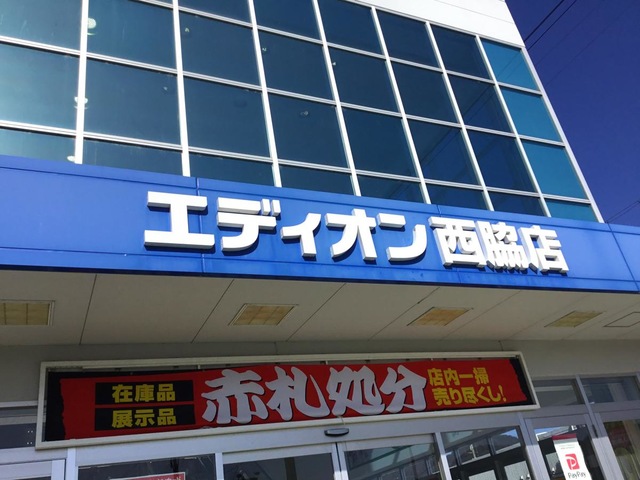 エディオン 西脇店
在庫品
展示品
赤札処分
店内一掃
売り尽くし!
PayPay